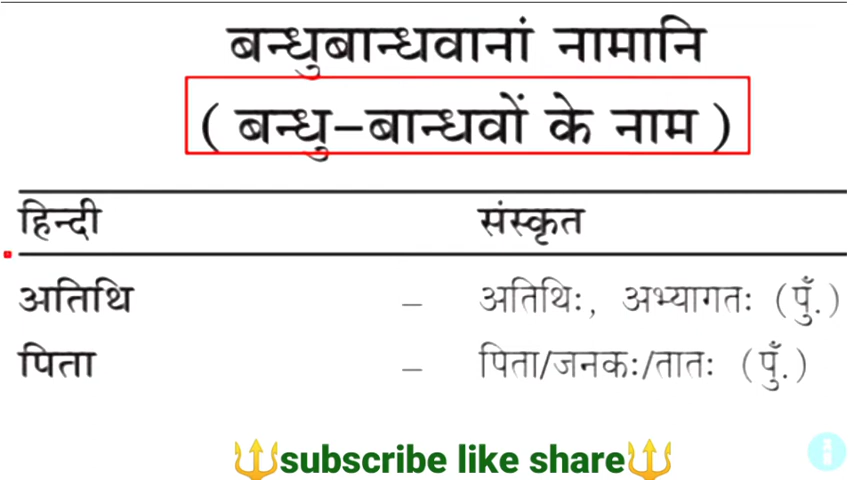 बन्धुबान्धवानां नामानि
( बन्धु-बान्धवों के नाम )
हिन्दी संस्कृत
अतिथि – अतिथिः, अभ्यागतः (पुँ.)
पिता – पिता/जनकः/तातः (पुँ.)
🔱subscribe like share🔱